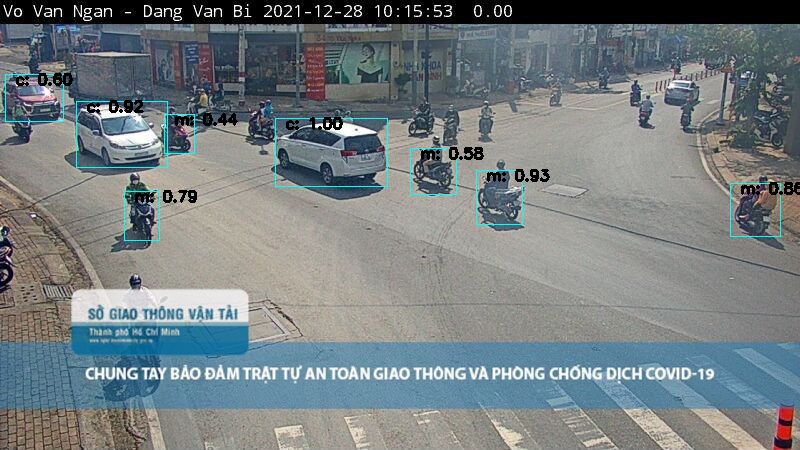 Vo Van Ngan - Dang Van Bi 2021-12-28 10:15:53 0.00
c: 0.60
c: 0.92
m: 0.44
c: 1.00
m: 0.58
m: 0.93
m: 0.79
m: 0.86
SỞ GIAO THÔNG VẬN TẢI
Thành phố Hồ Chí Minh
CHUNG TAY BẢO ĐẢM TRẬT TỰ AN TOÀN GIAO THÔNG VÀ PHÒNG CHỐNG DỊCH COVID-19